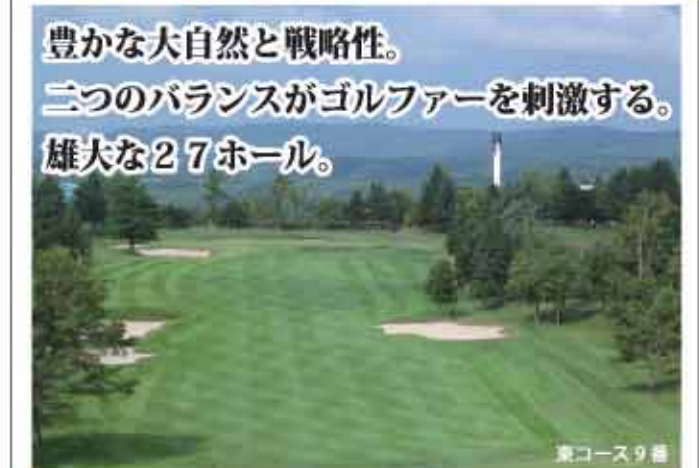 豊かな大自然と戦略性。
二つのバランスがゴルファーを刺激する。
雄大な２７ホール。
東コース９番